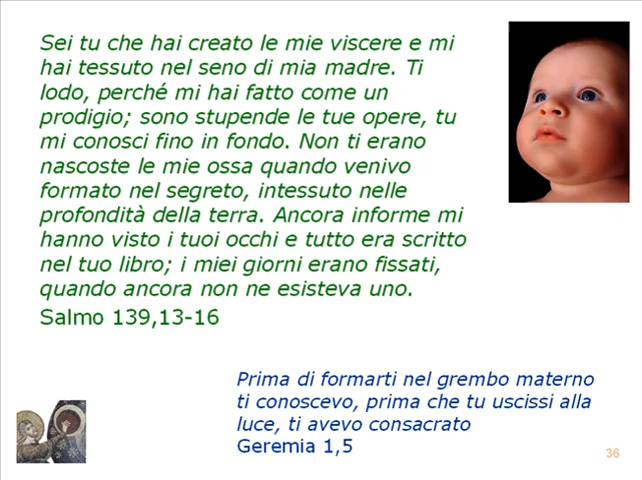 Sei tu che hai creato le mie viscere e mi
hai tessuto nel seno di mia madre. Ti
lodo, perché mi hai fatto come un
prodigio; sono stupende le tue opere, tu
mi conosci fino in fondo. Non ti erano
nascoste le mie ossa quando venivo
formato nel segreto, intessuto nelle
profondità della terra. Ancora informe mi
hanno visto i tuoi occhi e tutto era scritto
nel tuo libro; i miei giorni erano fissati,
quando ancora non ne esisteva uno.
Salmo 139,13-16
Prima di formarti nel grembo materno
ti conoscevo, prima che tu uscissi alla
luce, ti avevo consacrato
Geremia 1,5
36